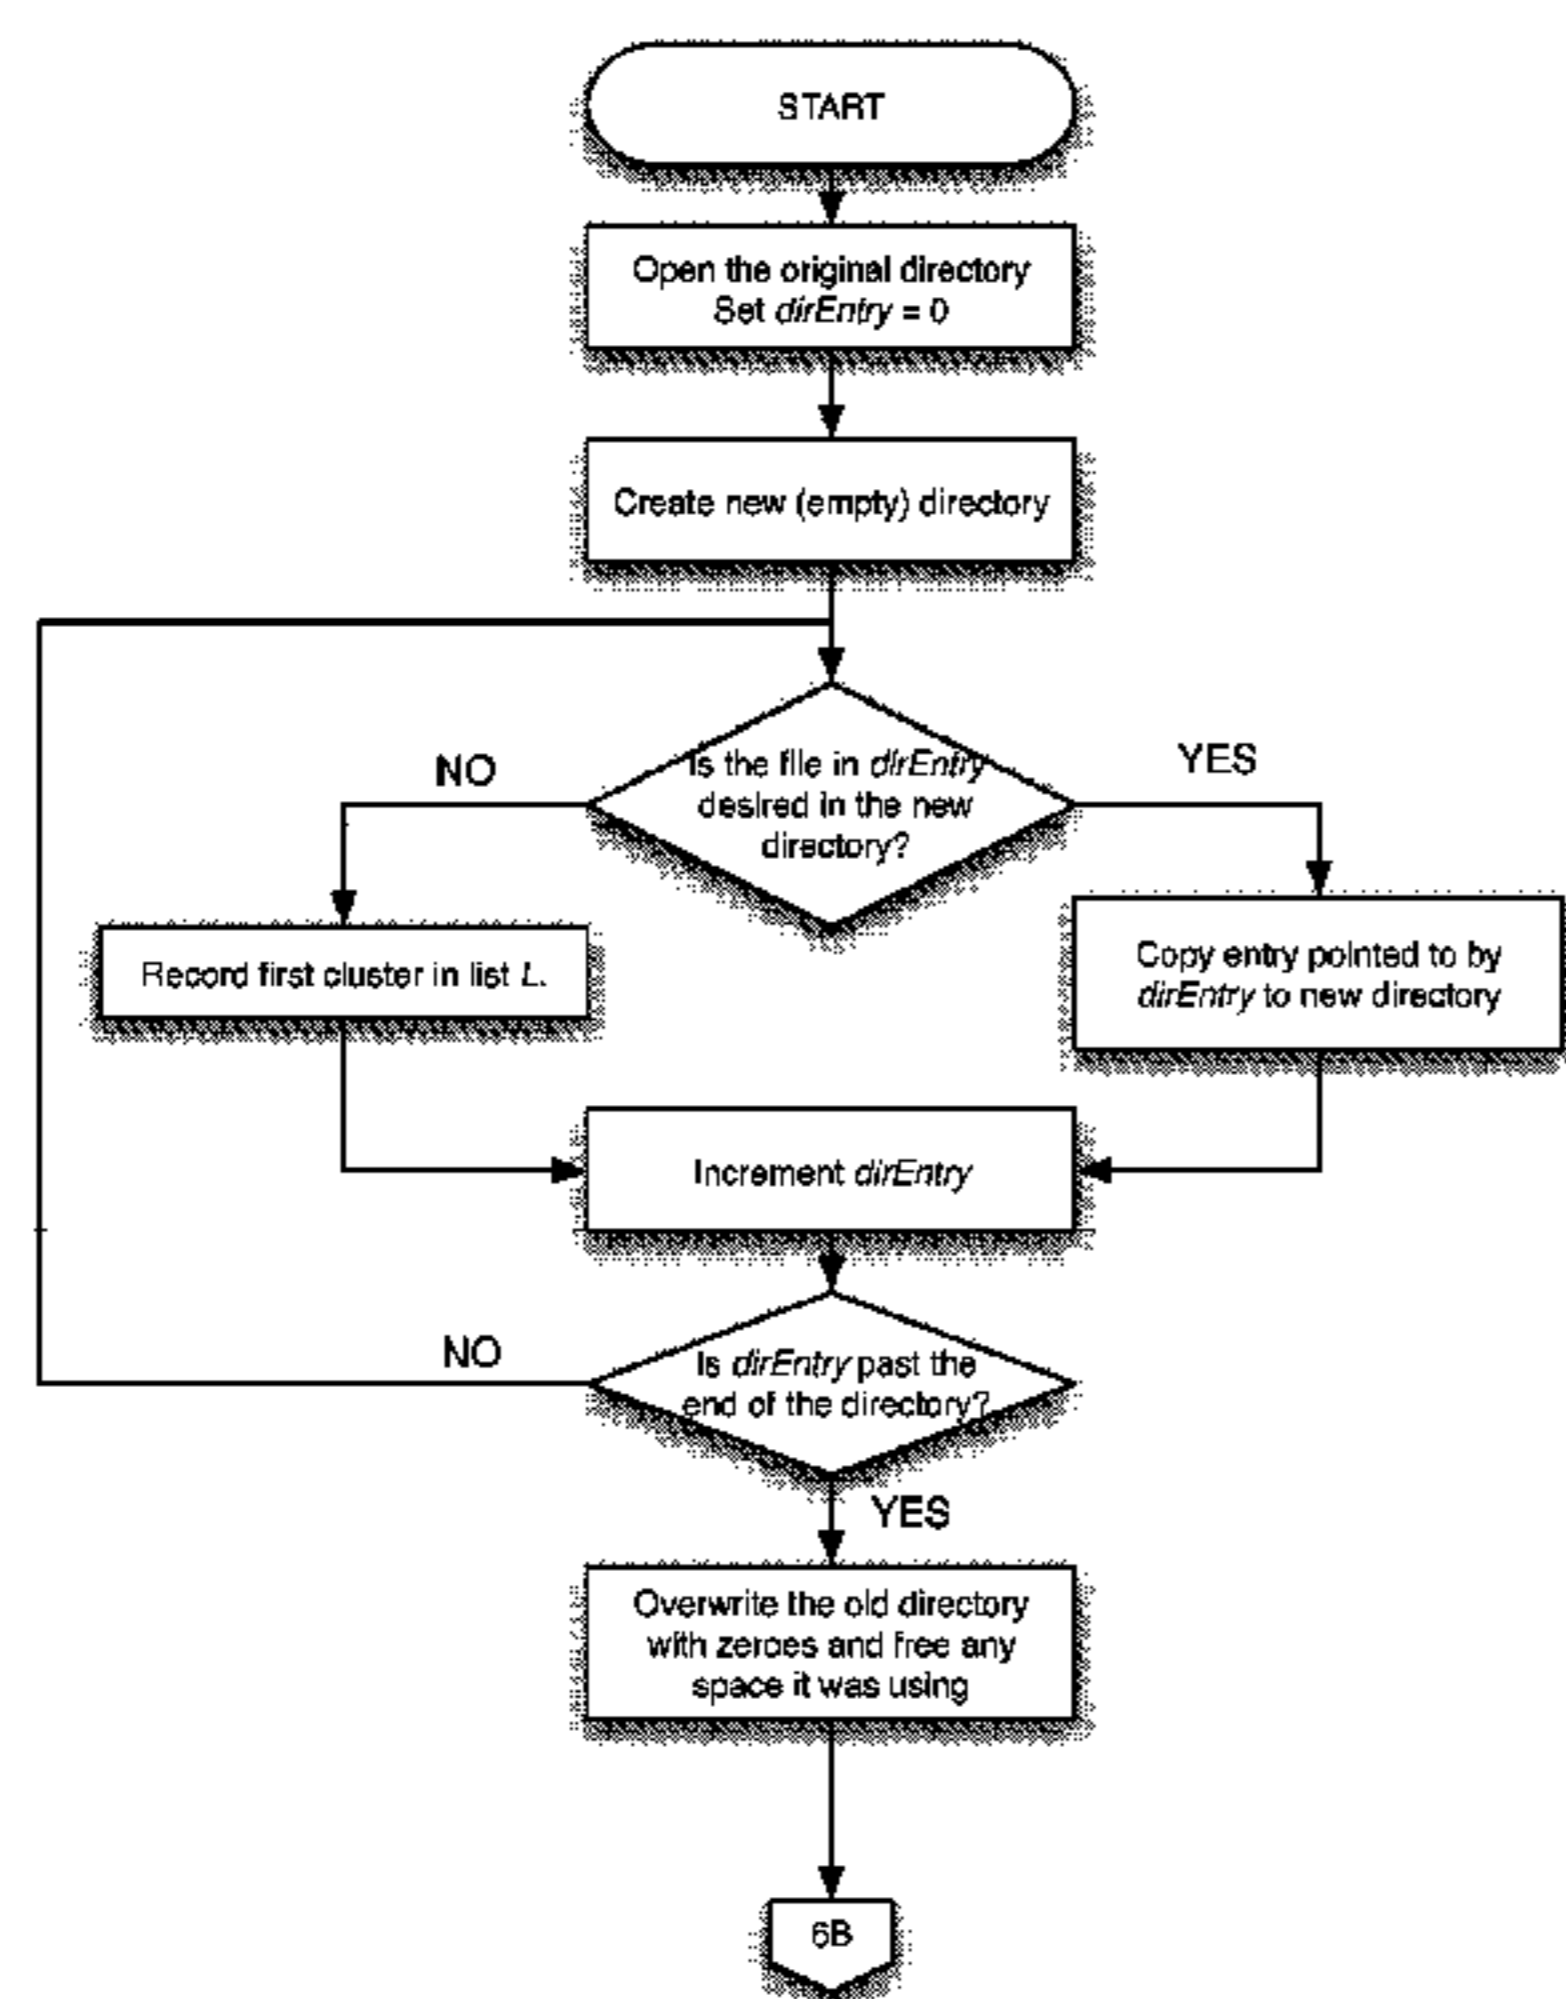 START
Open the original directory
Set dirEntry = 0
Create new (empty) directory
Is the file in dirEntry
desired in the new
directory?
NO
YES
Record first cluster in list L.
Copy entry pointed to by
dirEntry to new directory
Increment dirEntry
Is dirEntry past the
end of the directory?
NO
YES
Overwrite the old directory
with zeroes and free any
space it was using
6B